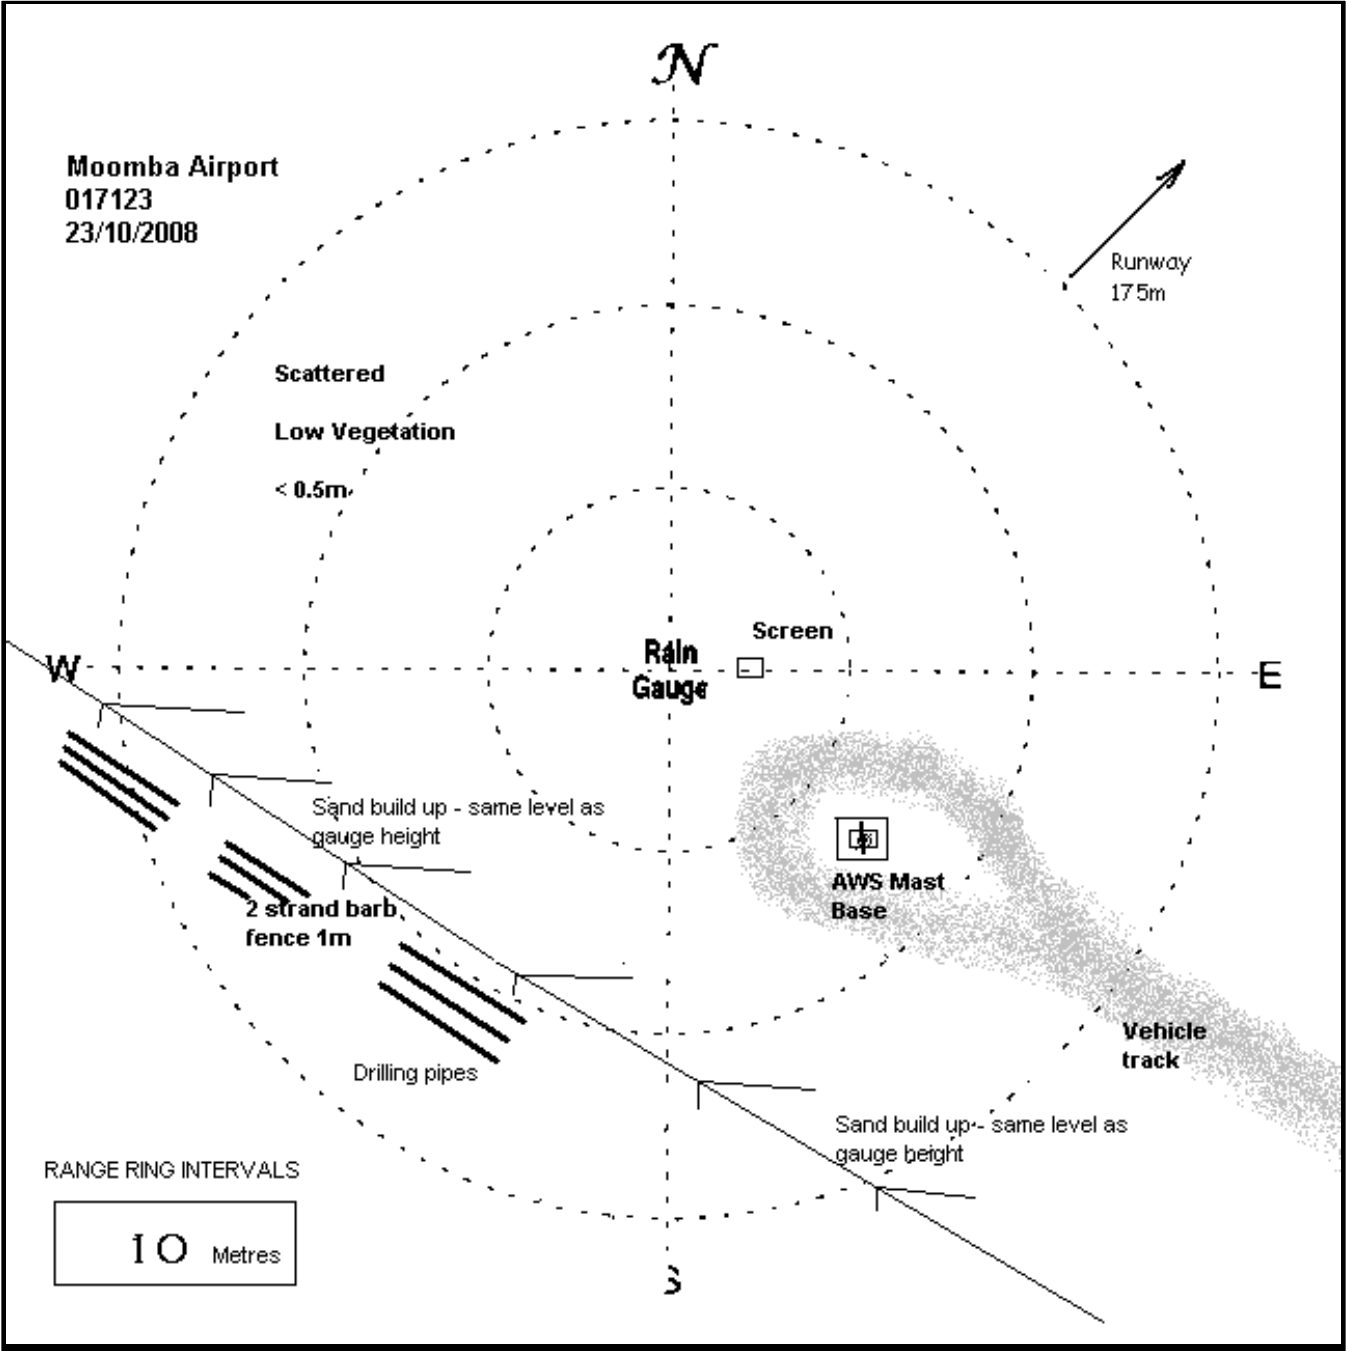 N
Moomba Airport
017123
23/10/2008
Runway
175m
Scattered
Low Vegetation
< 0.5m
Screen
Rain
Gauge
W
E
Sand build up - same level as
gauge height
AWS Mast
Base
2 strand barb
fence 1m
Vehicle
track
Drilling pipes
Sand build up - same level as
gauge height
RANGE RING INTERVALS
10 Metres
S